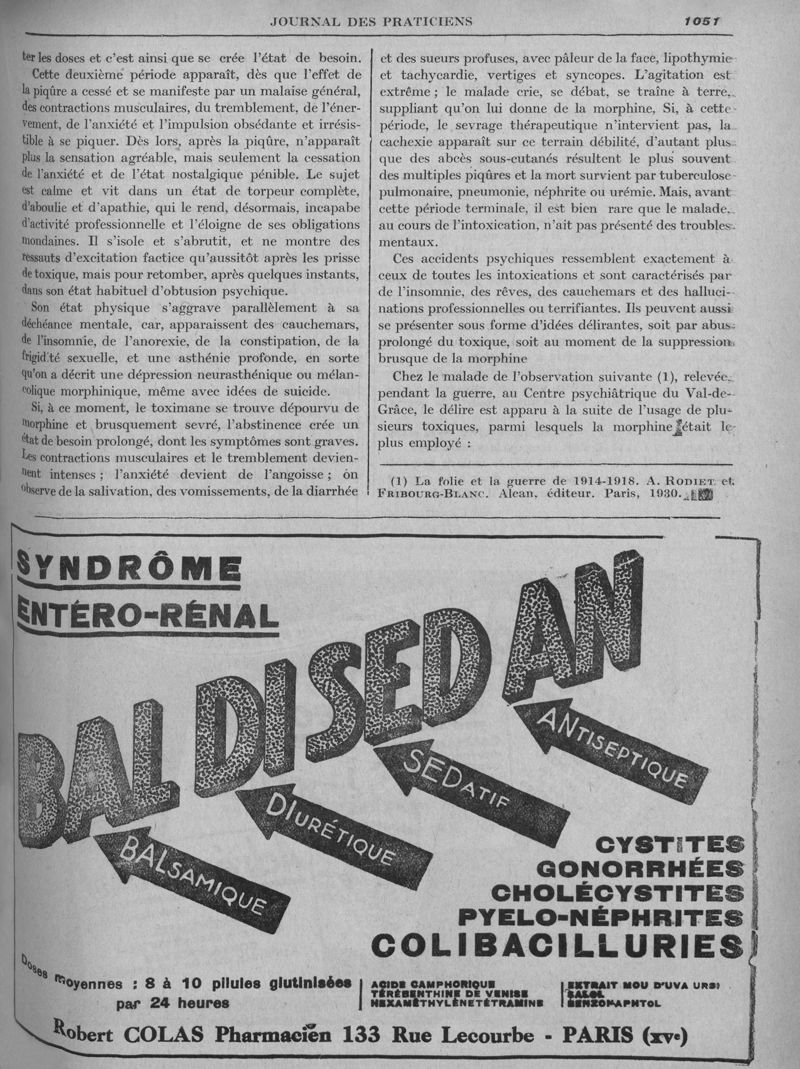 JOURNAL DES PRATICIENS 1051
ter les doses et c'est ainsi que se crée l'état de besoin.
Cette deuxième période apparaît, dès que l'effet de
la piqûre a cessé et se manifeste par un malaise général,
des contractions musculaires, du tremblement, de l'éner-
vement, de l'anxiété et l'impulsion obsédante et irrésis-
tible à se piquer. Dès lors, après la piqûre, n'apparaît
plus la sensation agréable, mais seulement la cessation
de l'anxiété et de l'état nostalgique pénible. Le sujet
est calme et vit dans un état de torpeur complète,
d'aboulie et d'apathie, qui le rend, désormais, incapabe
d'activité professionnelle et l'éloigne de ses obligations
mondaines. Il s'isole et s'abrutit, et ne montre des
ressauts d'excitation factice qu'aussitôt après les prisse
de toxique, mais pour retomber, après quelques instants,
dans son état habituel d'obtusion psychique.
Son état physique s'aggrave parallèlement à sa
déchéance mentale, car, apparaissent des cauchemars,
de l'insomnie, de l'anorexie, de la constipation, de la
frigidité sexuelle, et une asthénie profonde, en sorte
qu'on a décrit une dépression neurasthénique ou mélan-
colique morphinique, même avec idées de suicide.
Si, à ce moment, le toximane se trouve dépourvu de
morphine et brusquement sevré, l'abstinence crée un
état de besoin prolongé, dont les symptômes sont graves.
Les contractions musculaires et le tremblement devien-
nent intenses ; l'anxiété devient de l'angoisse ; on
observe de la salivation, des vomissements, de la diarrhée
et des sueurs profuses, avec pâleur de la face, lipothymie
et tachycardie, vertiges et syncopes. L'agitation est
extrême ; le malade crie, se débat, se traîne à terre,
suppliant qu'on lui donne de la morphine, Si, à cette
période, le sevrage thérapeutique n'intervient pas, la
cachexie apparaît sur ce terrain débilité, d'autant plus
que des abcès sous-cutanés résultent le plus souvent
des multiples piqûres et la mort survient par tuberculose
pulmonaire, pneumonie, néphrite ou urémie. Mais, avant
cette période terminale, il est bien rare que le malade,
au cours de l'intoxication, n'ait pas présenté des troubles
mentaux.
Ces accidents psychiques ressemblent exactement à
ceux de toutes les intoxications et sont caractérisés par
de l'insomnie, des rêves, des cauchemars et des halluci-
nations professionnelles ou terrifiantes. Ils peuvent aussi
se présenter sous forme d'idées délirantes, soit par abus
prolongé du toxique, soit au moment de la suppression
brusque de la morphine
Chez le malade de l'observation suivante (1), relevée
pendant la guerre, au Centre psychiâtrique du Val-de-
Grâce, le délire est apparu à la suite de l'usage de plu-
sieurs toxiques, parmi lesquels la morphine était le
plus employé :
(1) La folie et la guerre de 1914-1918. A. RODIET et
FRIBOURG-BLANC. Alcan, éditeur. Paris, 1930.
SYNDRÔME
ENTÉRO-RÉNAL
BALDISEDAN
BALSAMIQUE
DIURÉTIQUE
SÉDATIF
ANTISEPTIQUE
CYSTITES
GONORRHÉES
CHOLÉCYSTITES
PYELO-NÉPHRITES
COLIBACILLURIES
Doses moyennes : 8 à 10 pilules glutinisées
par 24 heures
ACIDE CAMPHORIQUE
TÉRÉBENTHINE DE VENISE
HEXAMÉTHYLÈNETÉTRAMINE
EXTRAIT MOU D'UVA URSI
SALOL
BENZONAPHTOL
Robert COLAS Pharmacien 133 Rue Lecourbe - PARIS (XVe)